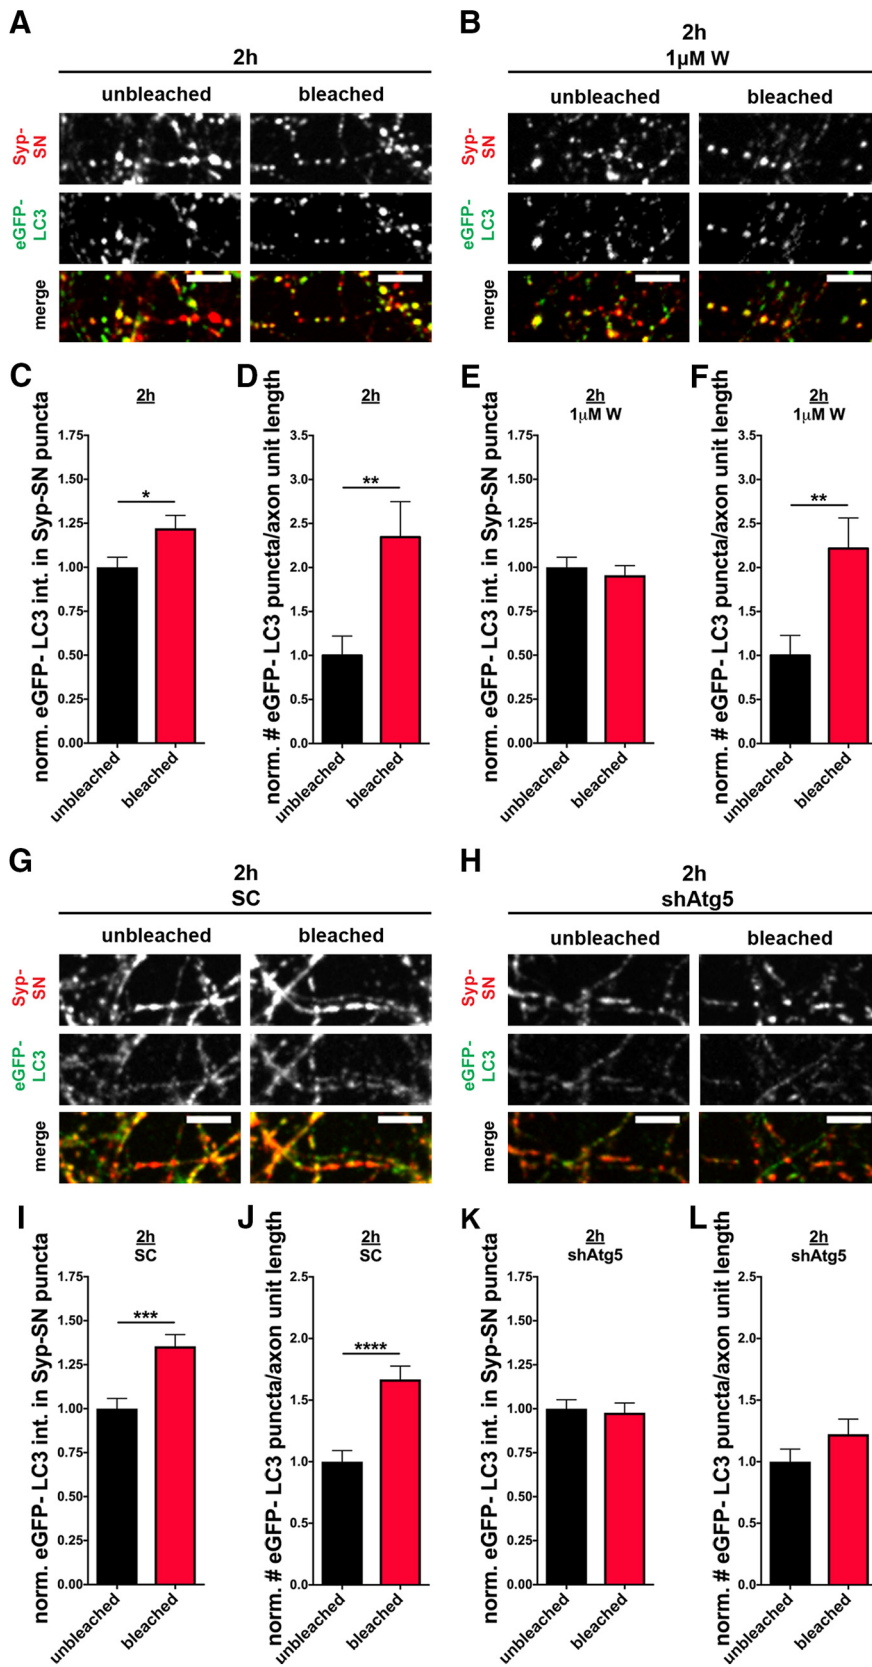 A
2h
unbleached bleached
Syp-
SN
eGFP-
LC3
merge
B
2h
1µM W
unbleached bleached
Syp-
SN
eGFP-
LC3
merge
C
2h
norm. eGFP- LC3 int. in Syp-SN puncta
1.75
1.50
1.25
1.00
0.75
0.50
0.25
0.00
*
unbleached
bleached
D
2h
norm. # eGFP- LC3 puncta/axon unit length
3.5
3.0
2.5
2.0
1.5
1.0
0.5
0.0
**
unbleached
bleached
E
2h
1µM W
norm. eGFP- LC3 int. in Syp-SN puncta
1.75
1.50
1.25
1.00
0.75
0.50
0.25
0.00
unbleached
bleached
F
2h
1µM W
norm. # eGFP- LC3 puncta/axon unit length
3.5
3.0
2.5
2.0
1.5
1.0
0.5
0.0
**
unbleached
bleached
G
2h
SC
unbleached bleached
Syp-
SN
eGFP-
LC3
merge
H
2h
shAtg5
unbleached bleached
Syp-
SN
eGFP-
LC3
merge
I
2h
SC
norm. eGFP- LC3 int. in Syp-SN puncta
1.75
1.50
1.25
1.00
0.75
0.50
0.25
0.00
***
unbleached
bleached
J
2h
SC
norm. # eGFP- LC3 puncta/axon unit length
2.5
2.0
1.5
1.0
0.5
0.0
****
unbleached
bleached
K
2h
shAtg5
norm. eGFP- LC3 int. in Syp-SN puncta
1.75
1.50
1.25
1.00
0.75
0.50
0.25
0.00
unbleached
bleached
L
2h
shAtg5
norm. # eGFP- LC3 puncta/axon unit length
2.5
2.0
1.5
1.0
0.5
0.0
unbleached
bleached